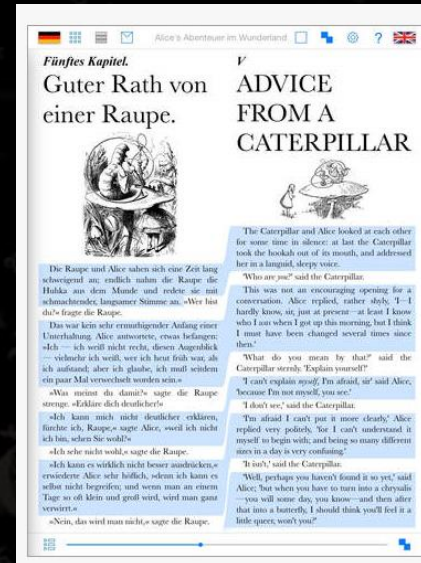 Alice's Abenteuer im Wunderland
?
Fünftes Kapitel.
Guter Rath von
einer Raupe.
Die Raupe und Alice sahen sich eine Zeit lang
schweigend an; endlich nahm die Raupe die
Huhka aus dem Munde und redete sie mit
schmachtender, langsamer Stimme an. »Wer bist
du?« fragte die Raupe.
Das war kein sehr ermuthigender Anfang einer
Unterhaltung. Alice antwortete, etwas befangen:
»Ich — ich weiß nicht recht, diesen Augenblick
— vielmehr ich weiß, wer ich heut früh war, als
ich aufstand; aber ich glaube, ich muß seitdem
ein paar Mal verwechselt worden sein.«
»Was meinst du damit?« sagte die Raupe
strenge. »Erkläre dich deutlicher!«
»Ich kann mich nicht deutlicher erklären,
fürchte ich, Raupe,« sagte Alice, »weil ich nicht
ich bin, sehen Sie wohl?«
»Ich sehe nicht wohl,« sagte die Raupe.
»Ich kann es wirklich nicht besser ausdrücken,«
erwiederte Alice sehr höflich, »denn ich kann es
selbst nicht begreifen; und wenn man an einem
Tage so oft klein und groß wird, wird man ganz
verwirrt.«
»Nein, das wird man nicht,« sagte die Raupe.
V
ADVICE
FROM A
CATERPILLAR
The Caterpillar and Alice looked at each other
for some time in silence: at last the Caterpillar
took the hookah out of its mouth, and addressed
her in a languid, sleepy voice.
'Who are you?' said the Caterpillar.
This was not an encouraging opening for a
conversation. Alice replied, rather shyly, 'I—I
hardly know, sir, just at present—at least I know
who I am when I got up this morning, but I think
I must have been changed several times since
then.'
'What do you mean by that?' said the
Caterpillar sternly. 'Explain yourself!'
'I can't explain myself, I'm afraid, sir' said Alice,
'because I'm not myself, you see.'
'I don't see,' said the Caterpillar.
'I'm afraid I can't put it more clearly,' Alice
replied very politely, 'for I can't understand it
myself to begin with; and being so many different
sizes in a day is very confusing.'
'It isn't,' said the Caterpillar.
'Well, perhaps you haven't found it so yet,' said
Alice; 'but when you have to turn into a chrysalis
—you will some day, you know—and then after
that into a butterfly, I should think you'll feel it a
little queer, won't you?'